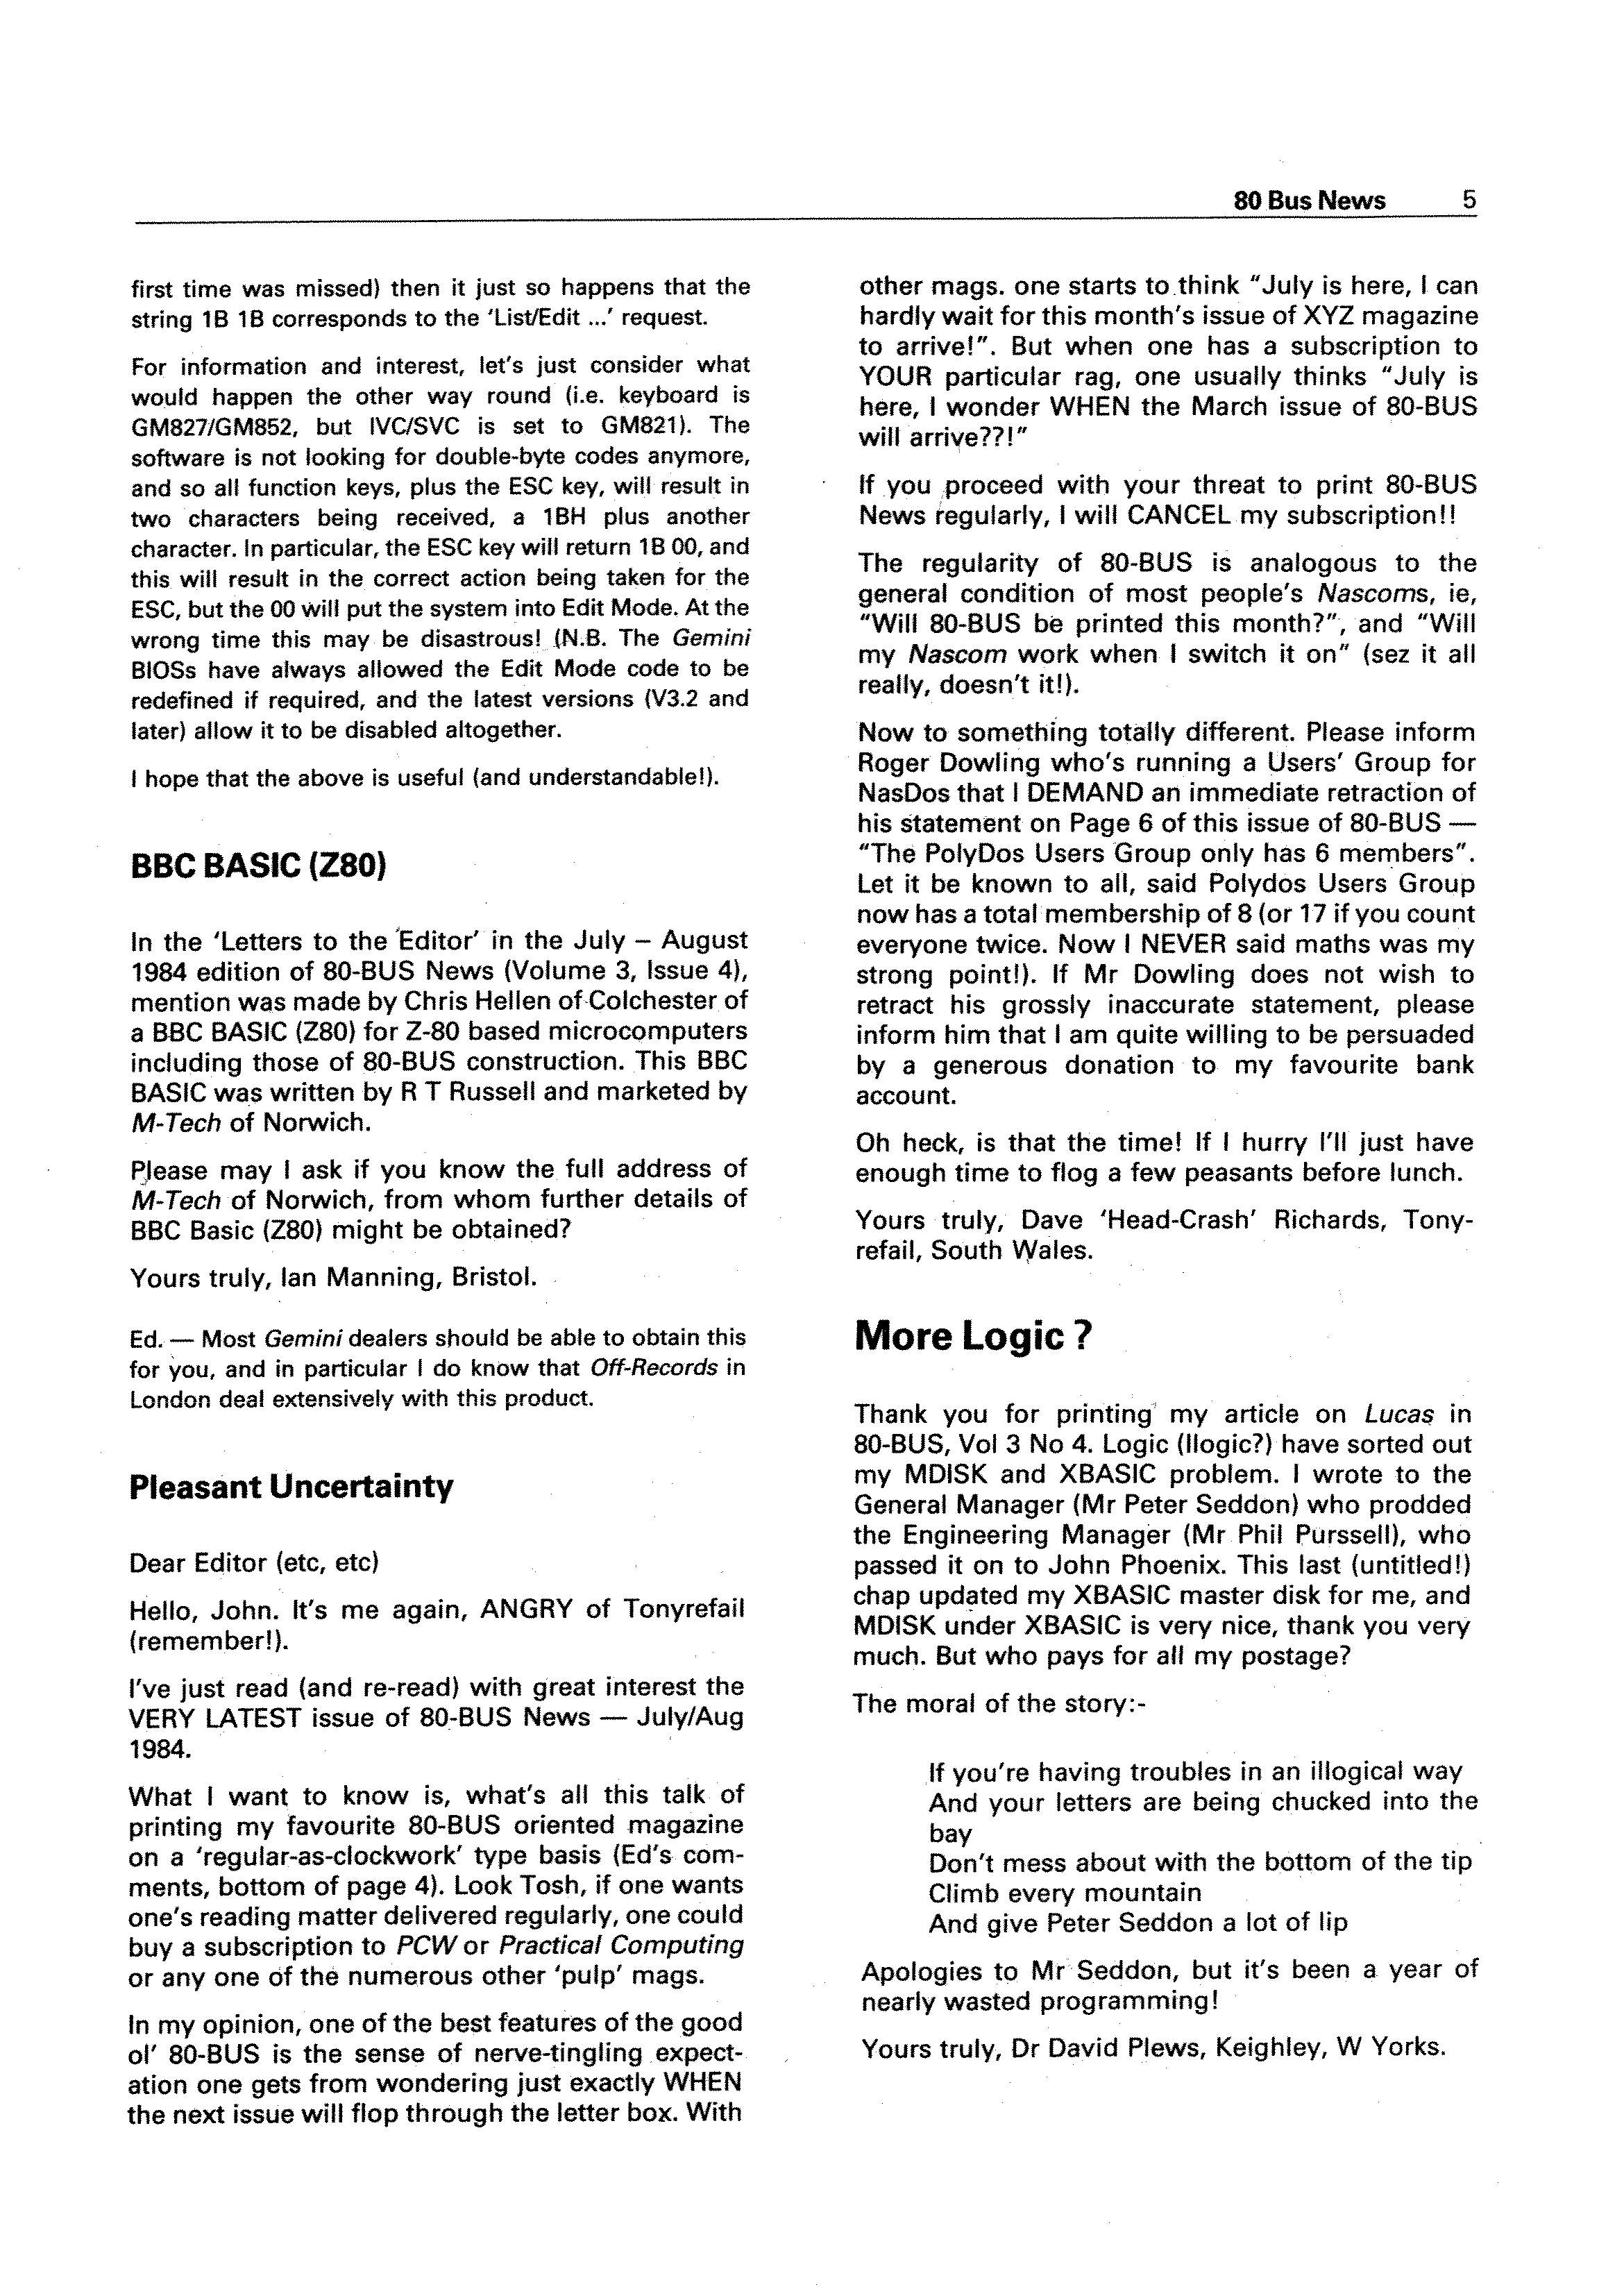 80 Bus News 5
first time was missed) then it just so happens that the
string 1B 1B corresponds to the 'List/Edit ...' request.
For information and interest, let's just consider what
would happen the other way round (i.e. keyboard is
GM827/GM852, but IVC/SVC is set to GM821). The
software is not looking for double-byte codes anymore,
and so all function keys, plus the ESC key, will result in
two characters being received, a 1BH plus another
character. In particular, the ESC key will return 1B 00, and
this will result in the correct action being taken for the
ESC, but the 00 will put the system into Edit Mode. At the
wrong time this may be disastrous! (N.B. The Gemini
BIOSs have always allowed the Edit Mode code to be
redefined if required, and the latest versions (V3.2 and
later) allow it to be disabled altogether.
I hope that the above is useful (and understandable!).
BBC BASIC (Z80)
In the 'Letters to the Editor' in the July – August
1984 edition of 80-BUS News (Volume 3, Issue 4),
mention was made by Chris Hellen of Colchester of
a BBC BASIC (Z80) for Z-80 based microcomputers
including those of 80-BUS construction. This BBC
BASIC was written by R T Russell and marketed by
M-Tech of Norwich.
Please may I ask if you know the full address of
M-Tech of Norwich, from whom further details of
BBC Basic (Z80) might be obtained?
Yours truly, Ian Manning, Bristol.
Ed. — Most Gemini dealers should be able to obtain this
for you, and in particular I do know that Off-Records in
London deal extensively with this product.
Pleasant Uncertainty
Dear Editor (etc, etc)
Hello, John. It's me again, ANGRY of Tonyrefail
(remember!).
I've just read (and re-read) with great interest the
VERY LATEST issue of 80-BUS News — July/Aug
1984.
What I want to know is, what's all this talk of
printing my favourite 80-BUS oriented magazine
on a 'regular-as-clockwork' type basis (Ed's com-
ments, bottom of page 4). Look Tosh, if one wants
one's reading matter delivered regularly, one could
buy a subscription to PCW or Practical Computing
or any one of the numerous other 'pulp' mags.
In my opinion, one of the best features of the good
ol' 80-BUS is the sense of nerve-tingling expect-
ation one gets from wondering just exactly WHEN
the next issue will flop through the letter box. With
other mags. one starts to think "July is here, I can
hardly wait for this month's issue of XYZ magazine
to arrive!". But when one has a subscription to
YOUR particular rag, one usually thinks "July is
here, I wonder WHEN the March issue of 80-BUS
will arrive??!"
If you proceed with your threat to print 80-BUS
News regularly, I will CANCEL my subscription!!
The regularity of 80-BUS is analogous to the
general condition of most people's Nascoms, ie,
"Will 80-BUS be printed this month?", and "Will
my Nascom work when I switch it on" (sez it all
really, doesn't it!).
Now to something totally different. Please inform
Roger Dowling who's running a Users' Group for
NasDos that I DEMAND an immediate retraction of
his statement on Page 6 of this issue of 80-BUS —
"The PolyDos Users Group only has 6 members".
Let it be known to all, said Polydos Users Group
now has a total membership of 8 (or 17 if you count
everyone twice. Now I NEVER said maths was my
strong point!). If Mr Dowling does not wish to
retract his grossly inaccurate statement, please
inform him that I am quite willing to be persuaded
by a generous donation to my favourite bank
account.
Oh heck, is that the time! If I hurry I'll just have
enough time to flog a few peasants before lunch.
Yours truly, Dave 'Head-Crash' Richards, Tony-
refail, South Wales.
More Logic ?
Thank you for printing my article on Lucas in
80-BUS, Vol 3 No 4. Logic (Ilogic?) have sorted out
my MDISK and XBASIC problem. I wrote to the
General Manager (Mr Peter Seddon) who prodded
the Engineering Manager (Mr Phil Purssell), who
passed it on to John Phoenix. This last (untitled!)
chap updated my XBASIC master disk for me, and
MDISK under XBASIC is very nice, thank you very
much. But who pays for all my postage?
The moral of the story:-
If you're having troubles in an illogical way
And your letters are being chucked into the
bay
Don't mess about with the bottom of the tip
Climb every mountain
And give Peter Seddon a lot of lip
Apologies to Mr Seddon, but it's been a year of
nearly wasted programming!
Yours truly, Dr David Plews, Keighley, W Yorks.